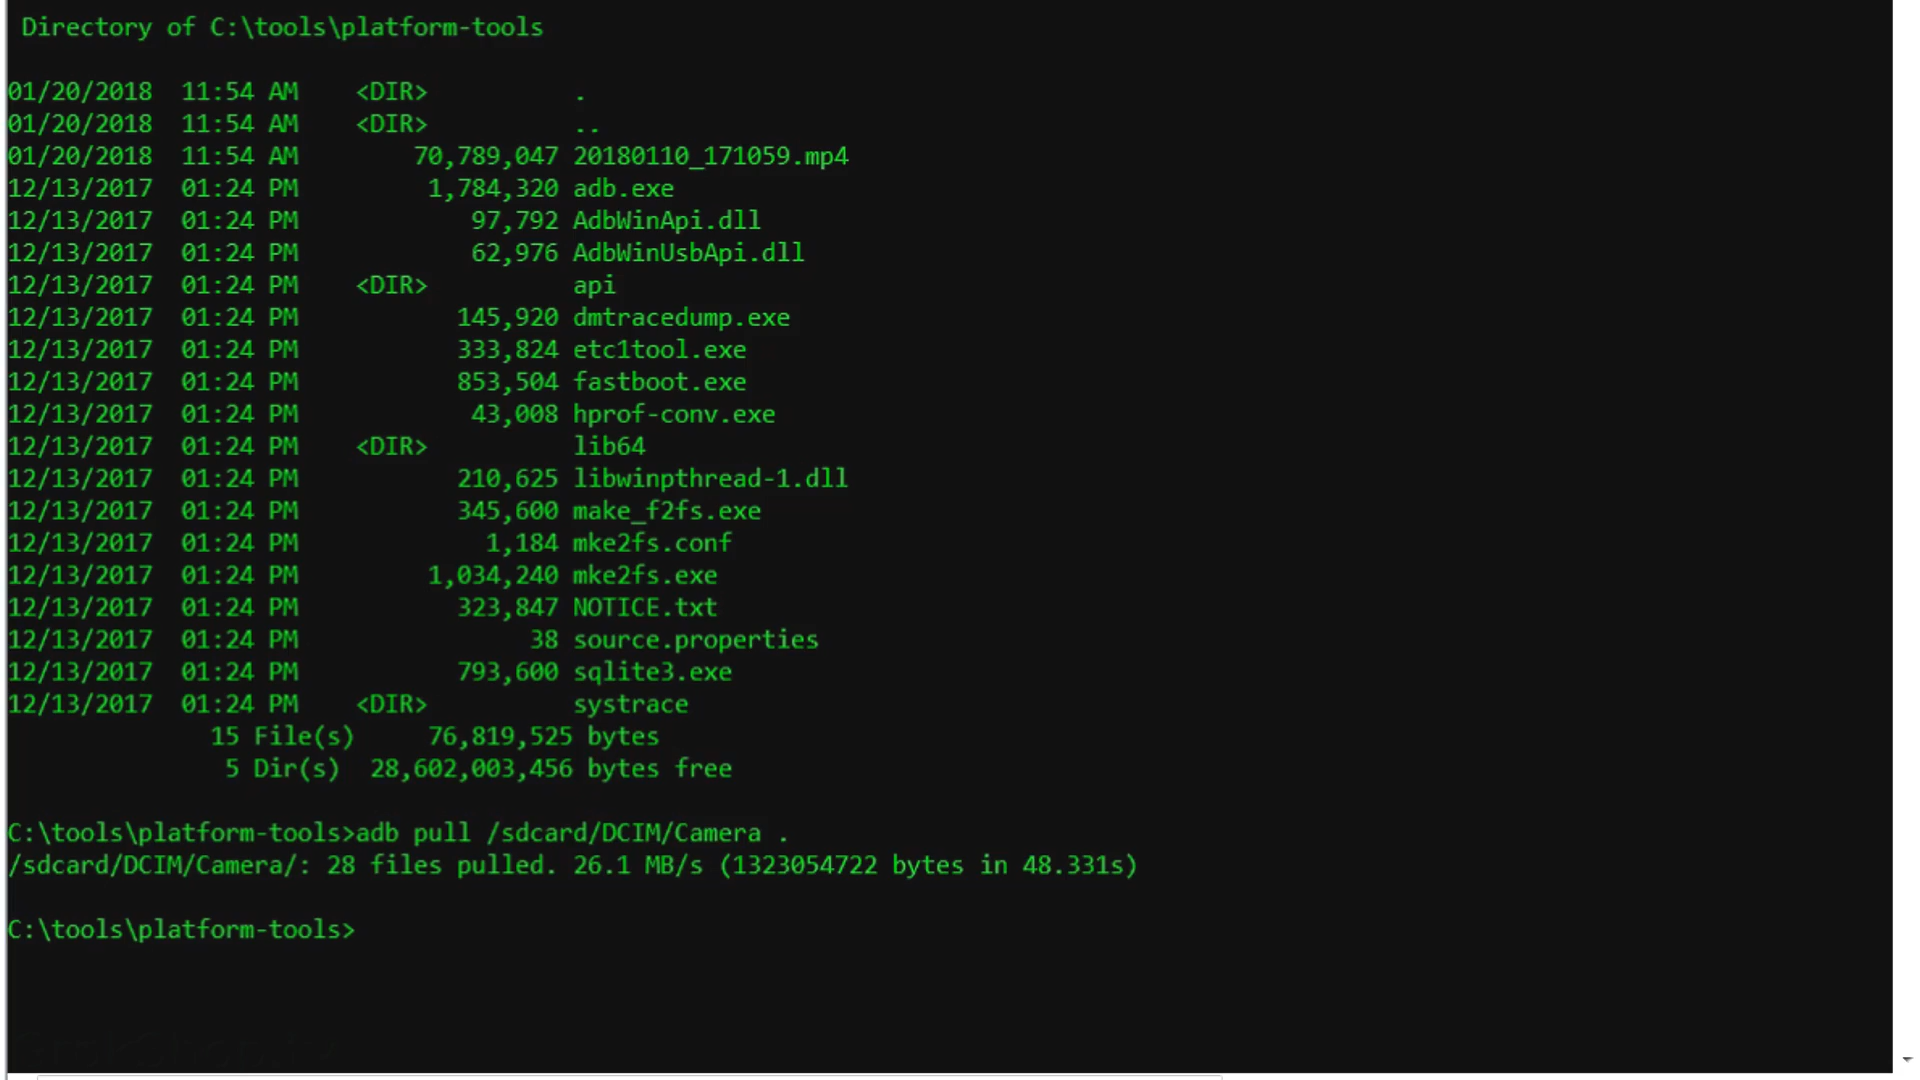 Directory of C:\tools\platform-tools
01/20/2018 11:54 AM <DIR> .
01/20/2018 11:54 AM <DIR> ..
01/20/2018 11:54 AM 70,789,047 20180110_171059.mp4
12/13/2017 01:24 PM 1,784,320 adb.exe
12/13/2017 01:24 PM 97,792 AdbWinApi.dll
12/13/2017 01:24 PM 62,976 AdbWinUsbApi.dll
12/13/2017 01:24 PM <DIR> api
12/13/2017 01:24 PM 145,920 dmtracedump.exe
12/13/2017 01:24 PM 333,824 etc1tool.exe
12/13/2017 01:24 PM 853,504 fastboot.exe
12/13/2017 01:24 PM 43,008 hprof-conv.exe
12/13/2017 01:24 PM <DIR> lib64
12/13/2017 01:24 PM 210,625 libwinpthread-1.dll
12/13/2017 01:24 PM 345,600 make_f2fs.exe
12/13/2017 01:24 PM 1,184 mke2fs.conf
12/13/2017 01:24 PM 1,034,240 mke2fs.exe
12/13/2017 01:24 PM 323,847 NOTICE.txt
12/13/2017 01:24 PM 38 source.properties
12/13/2017 01:24 PM 793,600 sqlite3.exe
12/13/2017 01:24 PM <DIR> systrace
15 File(s) 76,819,525 bytes
5 Dir(s) 28,602,003,456 bytes free
C:\tools\platform-tools>adb pull /sdcard/DCIM/Camera .
/sdcard/DCIM/Camera/: 28 files pulled. 26.1 MB/s (1323054722 bytes in 48.331s)
C:\tools\platform-tools>